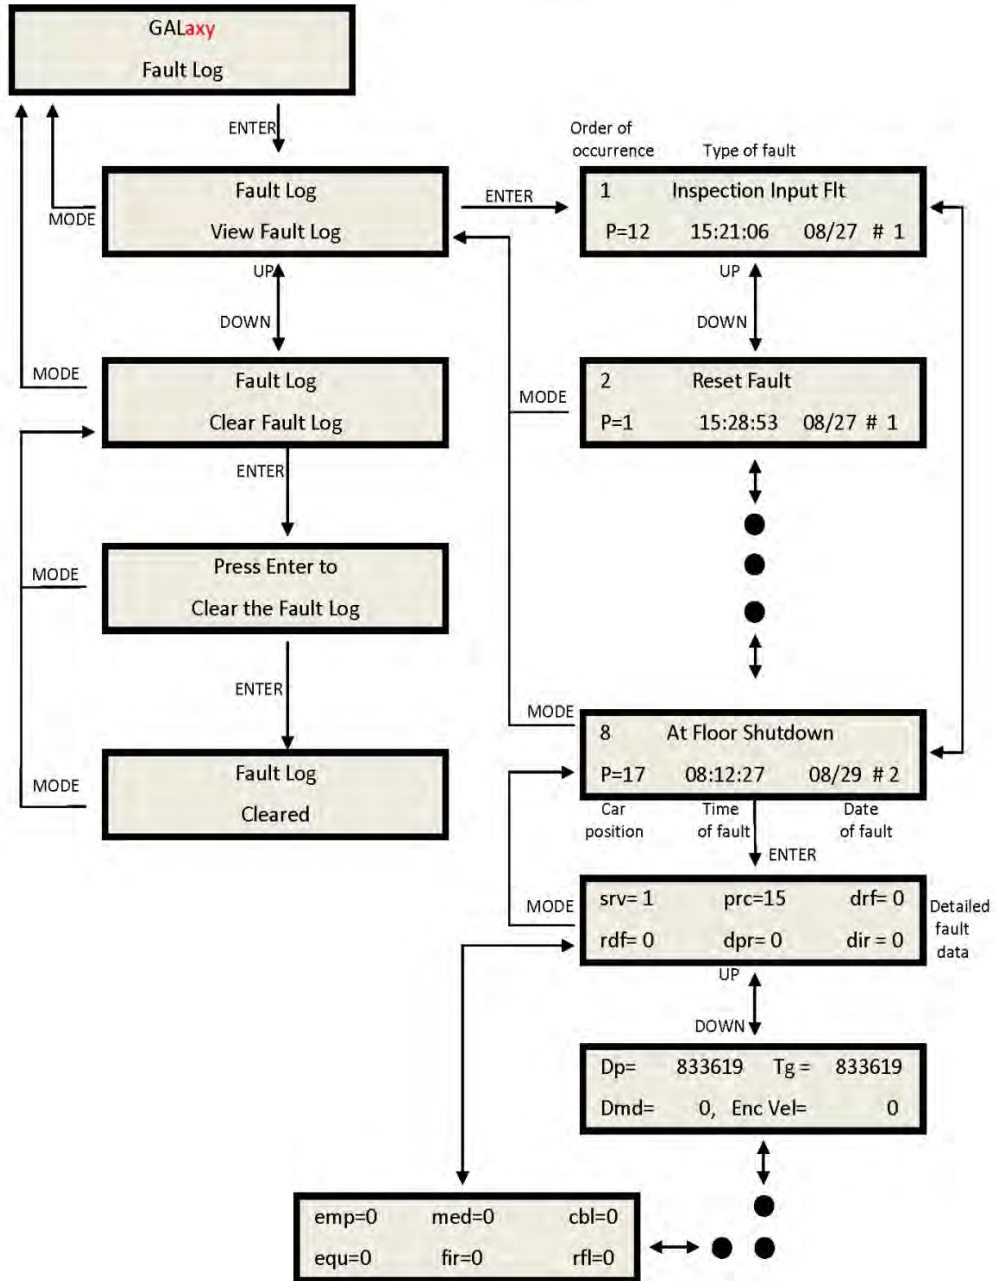 GALaxy
Fault Log
ENTER
Order of
occurrence
Type of fault
MODE
Fault Log
View Fault Log
ENTER
1 Inspection Input Flt
P=12 15:21:06 08/27 # 1
UP
DOWN
UP
DOWN
MODE
Fault Log
Clear Fault Log
MODE
2 Reset Fault
P=1 15:28:53 08/27 # 1
ENTER
MODE
Press Enter to
Clear the Fault Log
ENTER
MODE
8 At Floor Shutdown
P=17 08:12:27 08/29 #2
MODE
Fault Log
Cleared
Car
position
Time
of fault
Date
of fault
ENTER
MODE
srv= 1 prc=15 drf= 0
rdf= 0 dpr= 0 dir = 0
Detailed
fault
data
UP
DOWN
Dp= 833619 Tg = 833619
Dmd= 0, Enc Vel= 0
emp=0 med=0 cbl=0
equ=0 fir=0 rfl=0